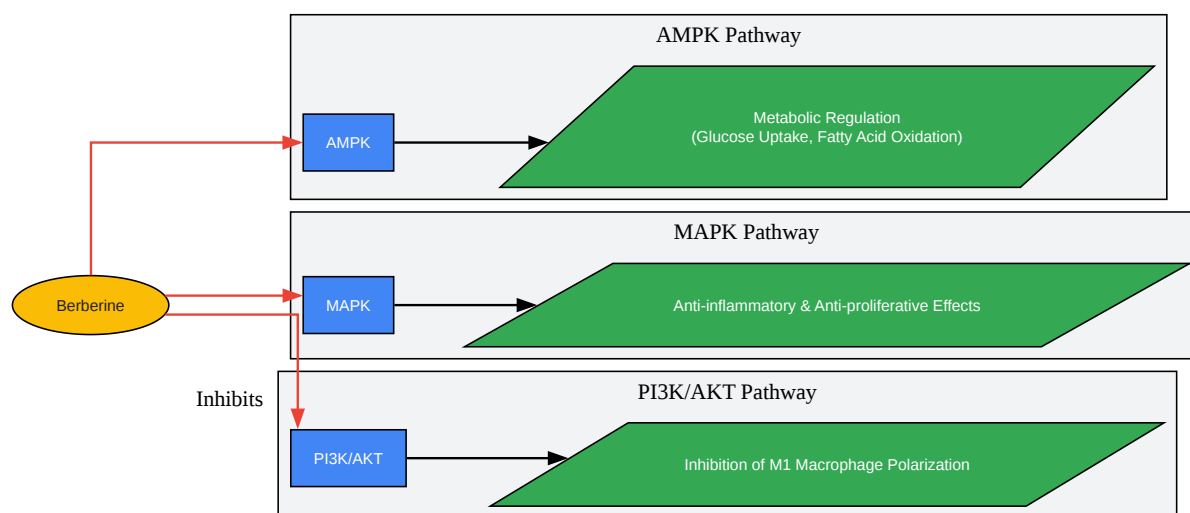 AMPK Pathway
Metabolic Regulation
(Glucose Uptake, Fatty Acid Oxidation)
AMPK
MAPK Pathway
Berberine
MAPK
Anti-inflammatory & Anti-proliferative Effects
PI3K/AKT Pathway
Inhibits
PI3K/AKT
Inhibition of M1 Macrophage Polarization